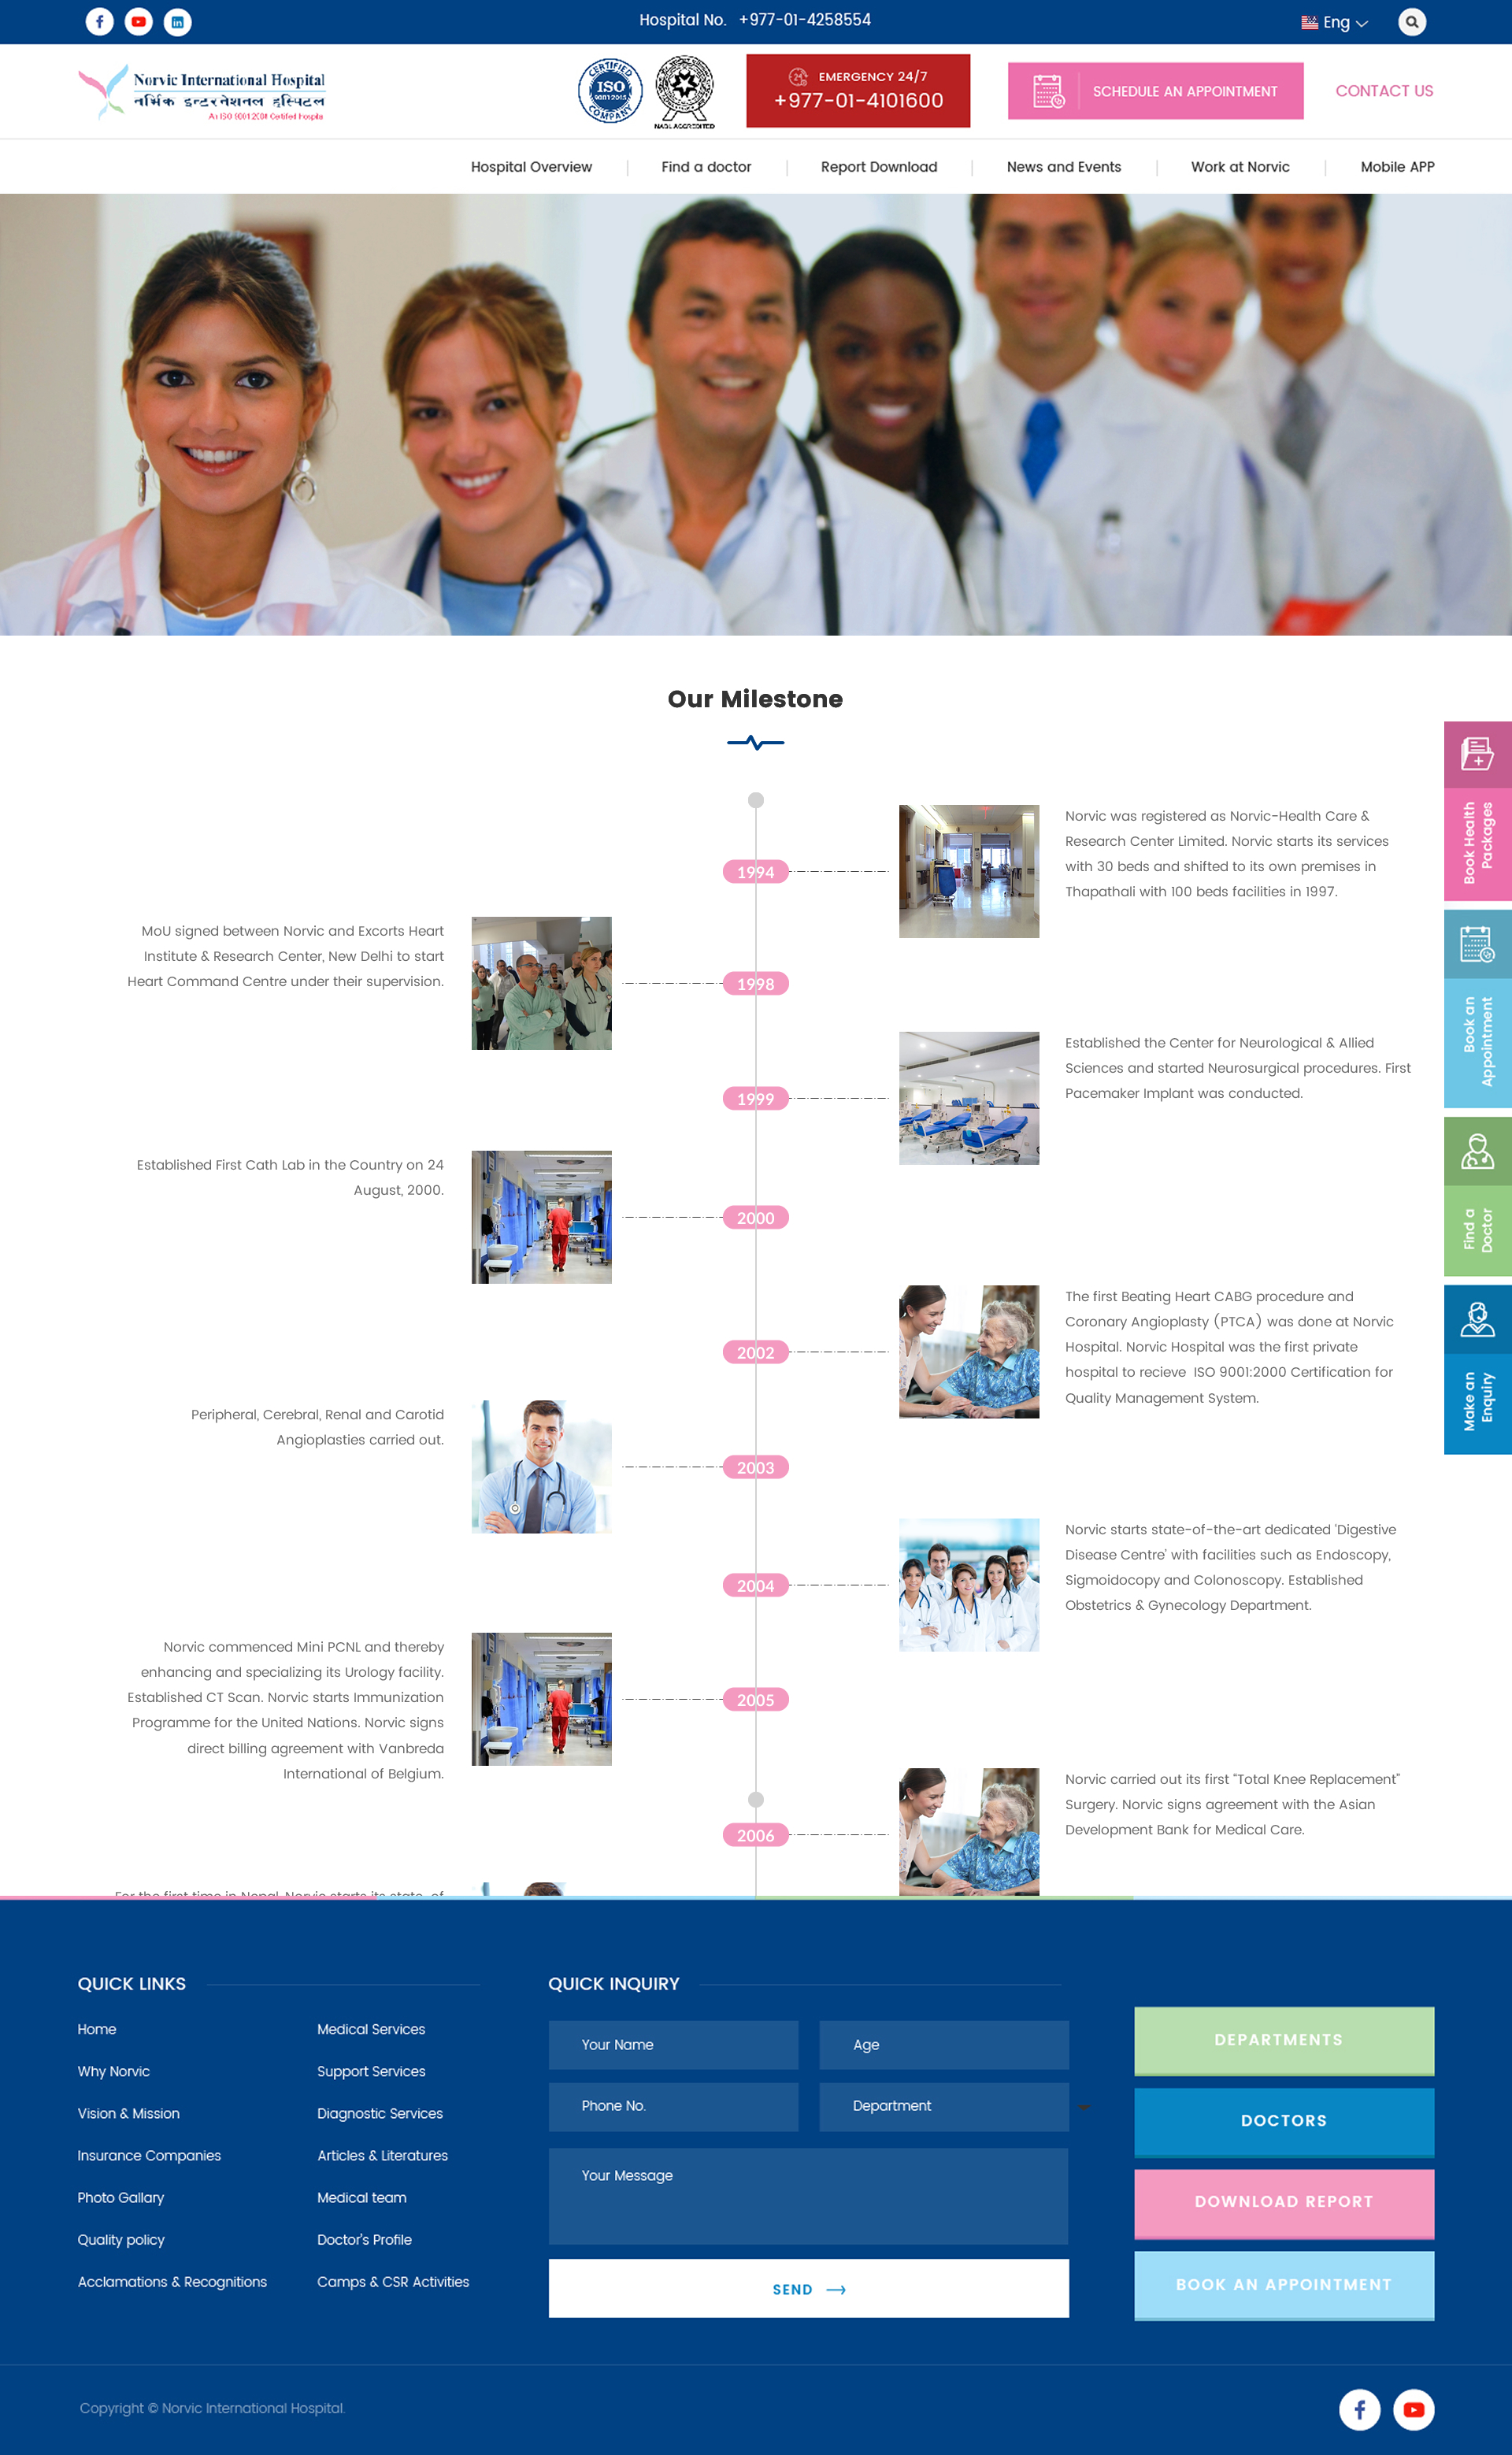 Hospital No. +977-01-4258554
Eng
Norvic International Hospital
नर्भिक इन्टरनेशनल हस्पिटल
An ISO 9001:2008 Certified Hospital
CERTIFIED
ISO
9001:2015
COMPANY
NABL ACCREDITED
EMERGENCY 24/7
+977-01-4101600
SCHEDULE AN APPOINTMENT
CONTACT US
Hospital Overview
Find a doctor
Report Download
News and Events
Work at Norvic
Mobile APP
Our Milestone
1994
Norvic was registered as Norvic-Health Care &
Research Center Limited. Norvic starts its services
with 30 beds and shifted to its own premises in
Thapathali with 100 beds facilities in 1997.
MoU signed between Norvic and Excorts Heart
Institute & Research Center, New Delhi to start
Heart Command Centre under their supervision.
1998
1999
Established the Center for Neurological & Allied
Sciences and started Neurosurgical procedures. First
Pacemaker Implant was conducted.
Established First Cath Lab in the Country on 24
August, 2000.
2000
2002
The first Beating Heart CABG procedure and
Coronary Angioplasty (PTCA) was done at Norvic
Hospital. Norvic Hospital was the first private
hospital to recieve ISO 9001:2000 Certification for
Quality Management System.
Peripheral, Cerebral, Renal and Carotid
Angioplasties carried out.
2003
2004
Norvic starts state-of-the-art dedicated 'Digestive
Disease Centre' with facilities such as Endoscopy,
Sigmoidocopy and Colonoscopy. Established
Obstetrics & Gynecology Department.
Norvic commenced Mini PCNL and thereby
enhancing and specializing its Urology facility.
Established CT Scan. Norvic starts Immunization
Programme for the United Nations. Norvic signs
direct billing agreement with Vanbreda
International of Belgium.
2005
2006
Norvic carried out its first "Total Knee Replacement"
Surgery. Norvic signs agreement with the Asian
Development Bank for Medical Care.
For the first time in Nepal, Norvic starts its state-of
Book Health
Packages
Book an
Appointment
Find a
Doctor
Make an
Enquiry
QUICK LINKS
Home
Why Norvic
Vision & Mission
Insurance Companies
Photo Gallary
Quality policy
Acclamations & Recognitions
Medical Services
Support Services
Diagnostic Services
Articles & Literatures
Medical team
Doctor's Profile
Camps & CSR Activities
QUICK INQUIRY
Your Name
Age
Phone No.
Department
Your Message
SEND
DEPARTMENTS
DOCTORS
DOWNLOAD REPORT
BOOK AN APPOINTMENT
Copyright © Norvic International Hospital.